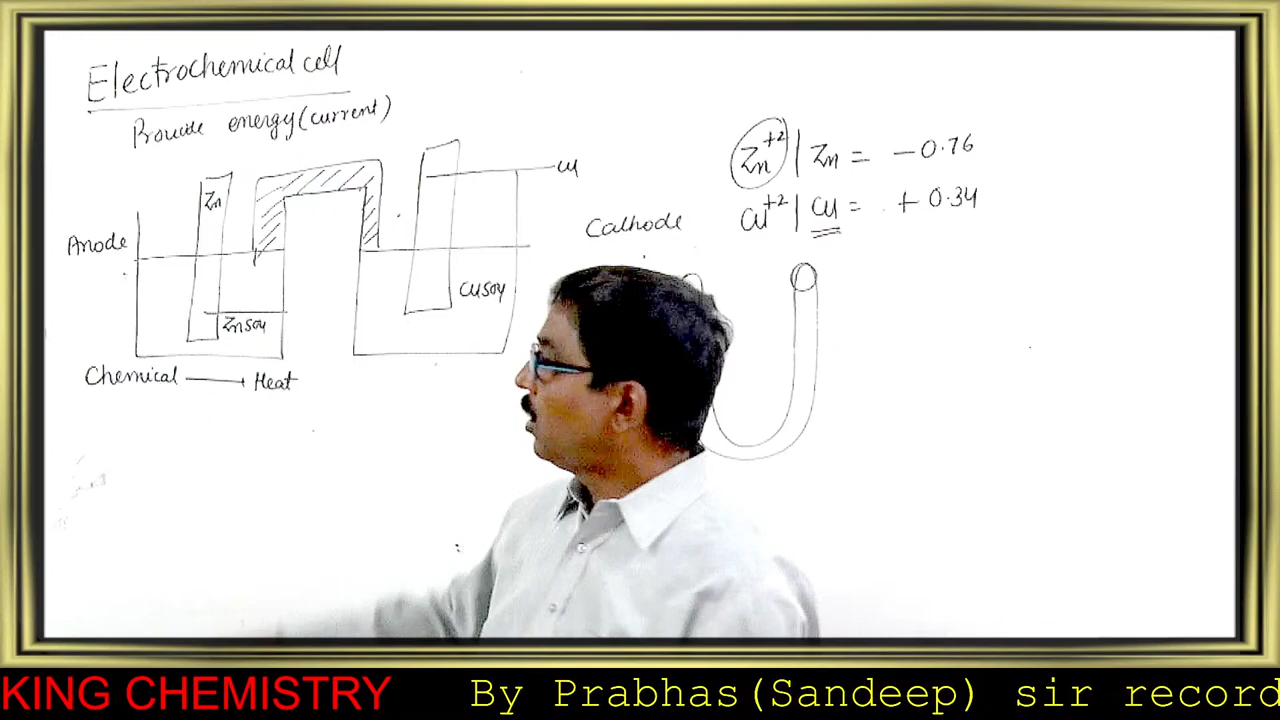 Electrochemical cell
Provide energy (current)
Zn
Cu
Anode
ZnSO4
CuSO4
Cathode
Chemical → Heat
Zn+2 | Zn = -0.76
Cu+2 | Cu = +0.34
KING CHEMISTRY By Prabhas(Sandeep) sir record